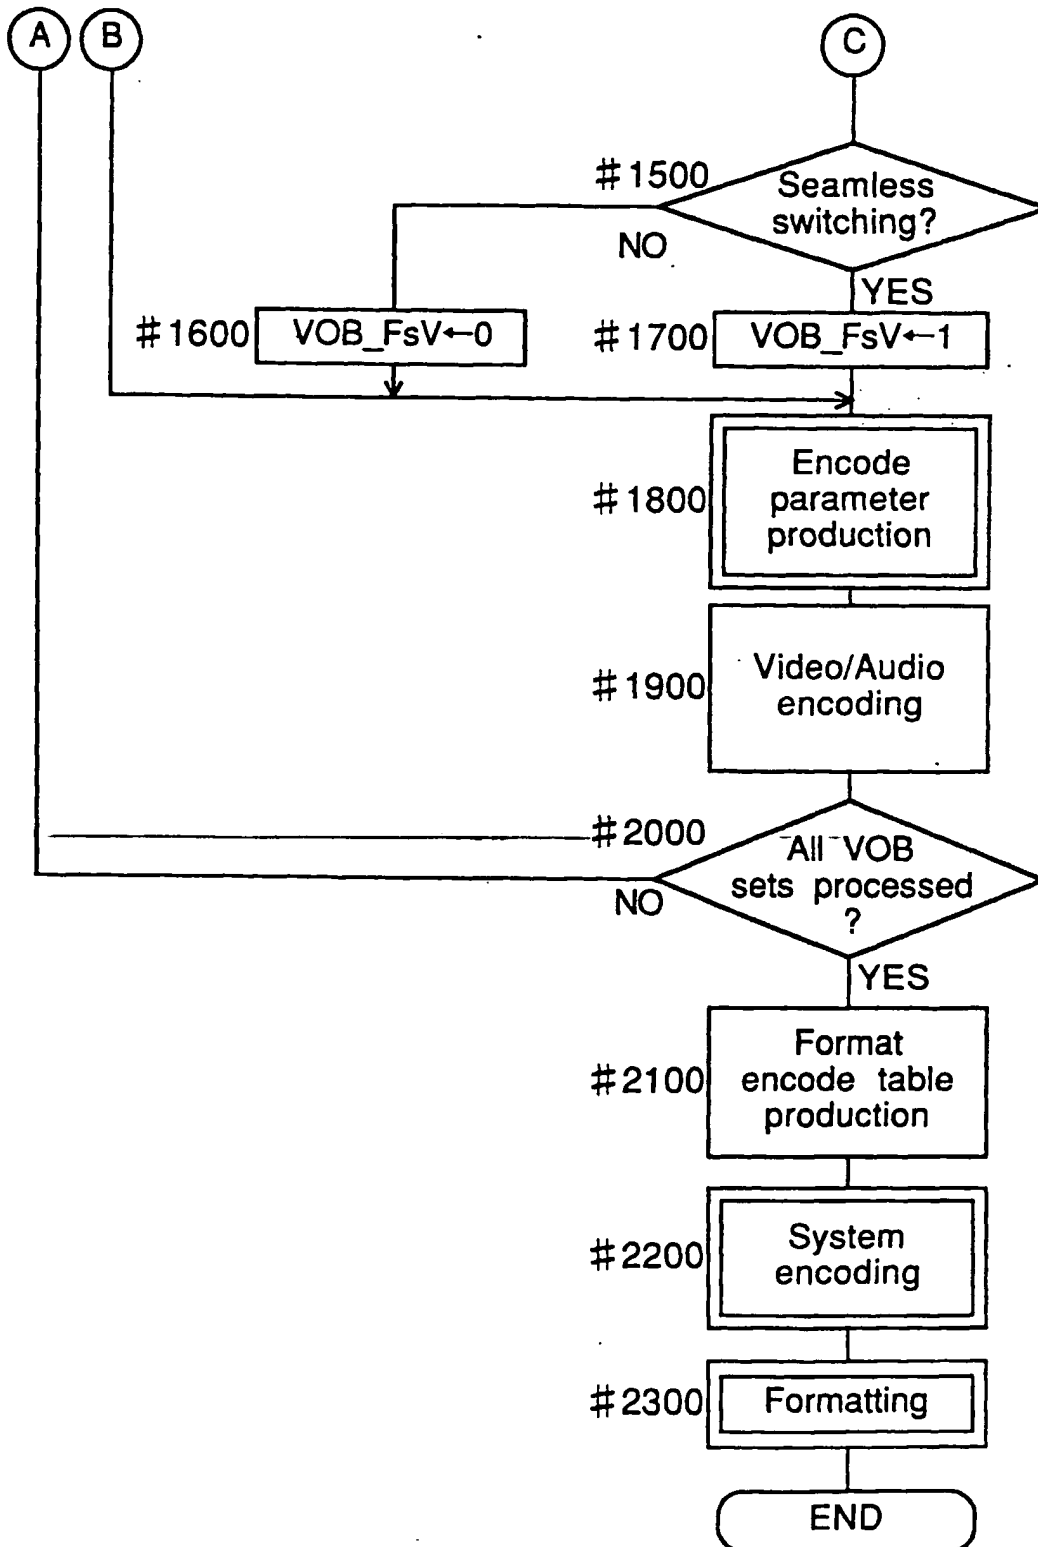 A B C
#1500 Seamless
switching?
NO
YES
#1600 VOB_FsV←0
#1700 VOB_FsV←1
#1800
Encode
parameter
production
#1900
Video/Audio
encoding
#2000
All VOB
sets processed
?
NO
YES
#2100
Format
encode table
production
#2200
System
encoding
#2300 Formatting
END